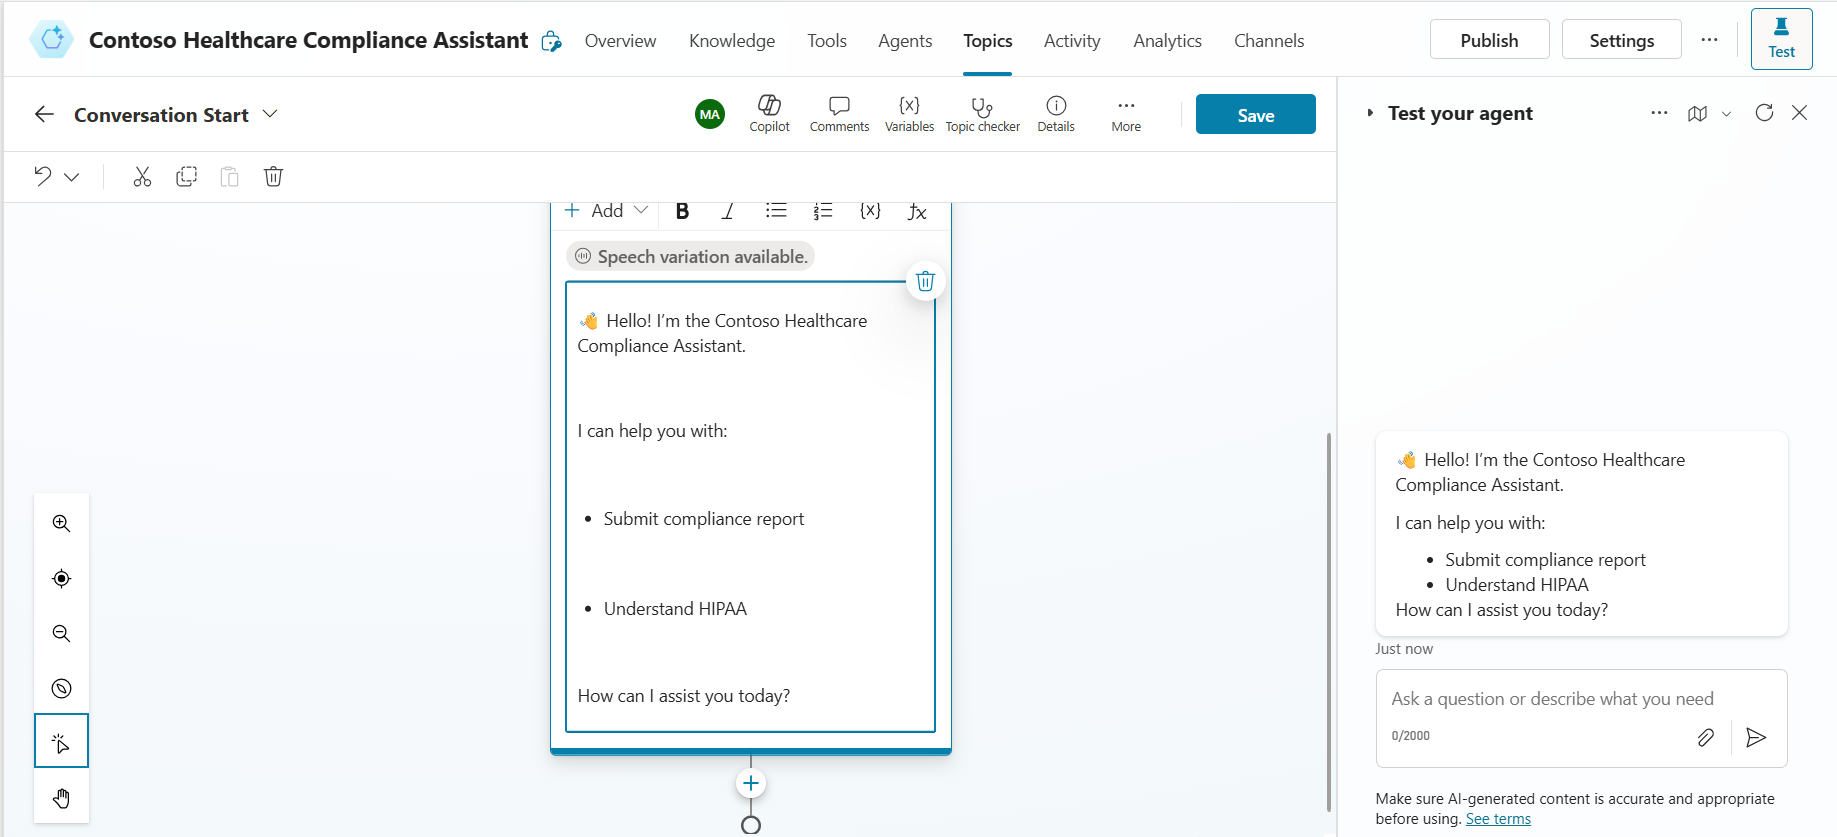 Contoso Healthcare Compliance Assistant
Overview
Knowledge
Tools
Agents
Topics
Activity
Analytics
Channels
Publish
Settings
Test
Conversation Start
MA
Copilot
Comments
Variables
Topic checker
Details
More
Save
Add
Speech variation available.
👋 Hello! I’m the Contoso Healthcare
Compliance Assistant.
I can help you with:
• Submit compliance report
• Understand HIPAA
How can I assist you today?
Test your agent
👋 Hello! I’m the Contoso Healthcare
Compliance Assistant.
I can help you with:
• Submit compliance report
• Understand HIPAA
How can I assist you today?
Just now
Ask a question or describe what you need
0/2000
Make sure AI-generated content is accurate and appropriate
before using. See terms